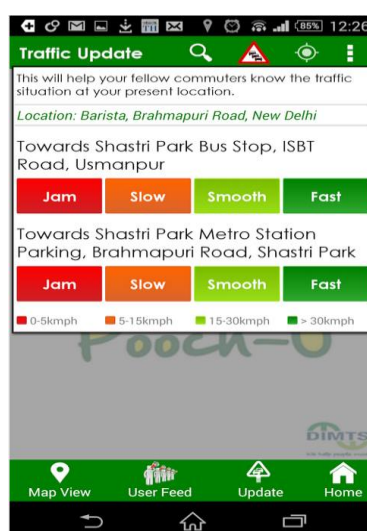 85% 12:26
Traffic Update
This will help your fellow commuters know the traffic
situation at your present location.
Location: Barista, Brahmapuri Road, New Delhi
Towards Shastri Park Bus Stop, ISBT
Road, Usmanpur
Jam Slow Smooth Fast
Towards Shastri Park Metro Station
Parking, Brahmapuri Road, Shastri Park
Jam Slow Smooth Fast
0-5kmph 5-15kmph 15-30kmph > 30kmph
Pooch-O
DIMTS
Map View User Feed Update Home